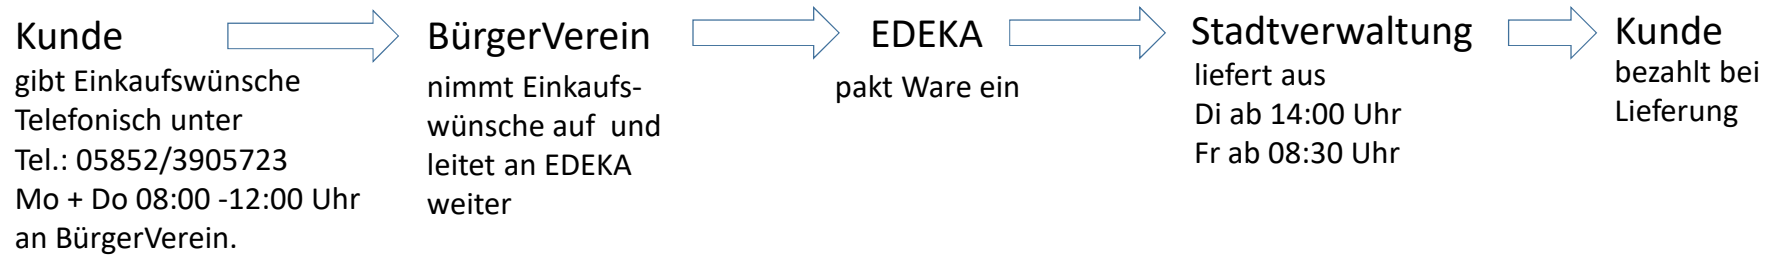 Kunde
gibt Einkaufswünsche
Telefonisch unter
Tel.: 05852/3905723
Mo + Do 08:00 -12:00 Uhr
an BürgerVerein.
BürgerVerein
nimmt Einkaufs-
wünsche auf  und
leitet an EDEKA
weiter
EDEKA
pakt Ware ein
Stadtverwaltung
liefert aus
Di ab 14:00 Uhr
Fr ab 08:30 Uhr
Kunde
bezahlt bei
Lieferung